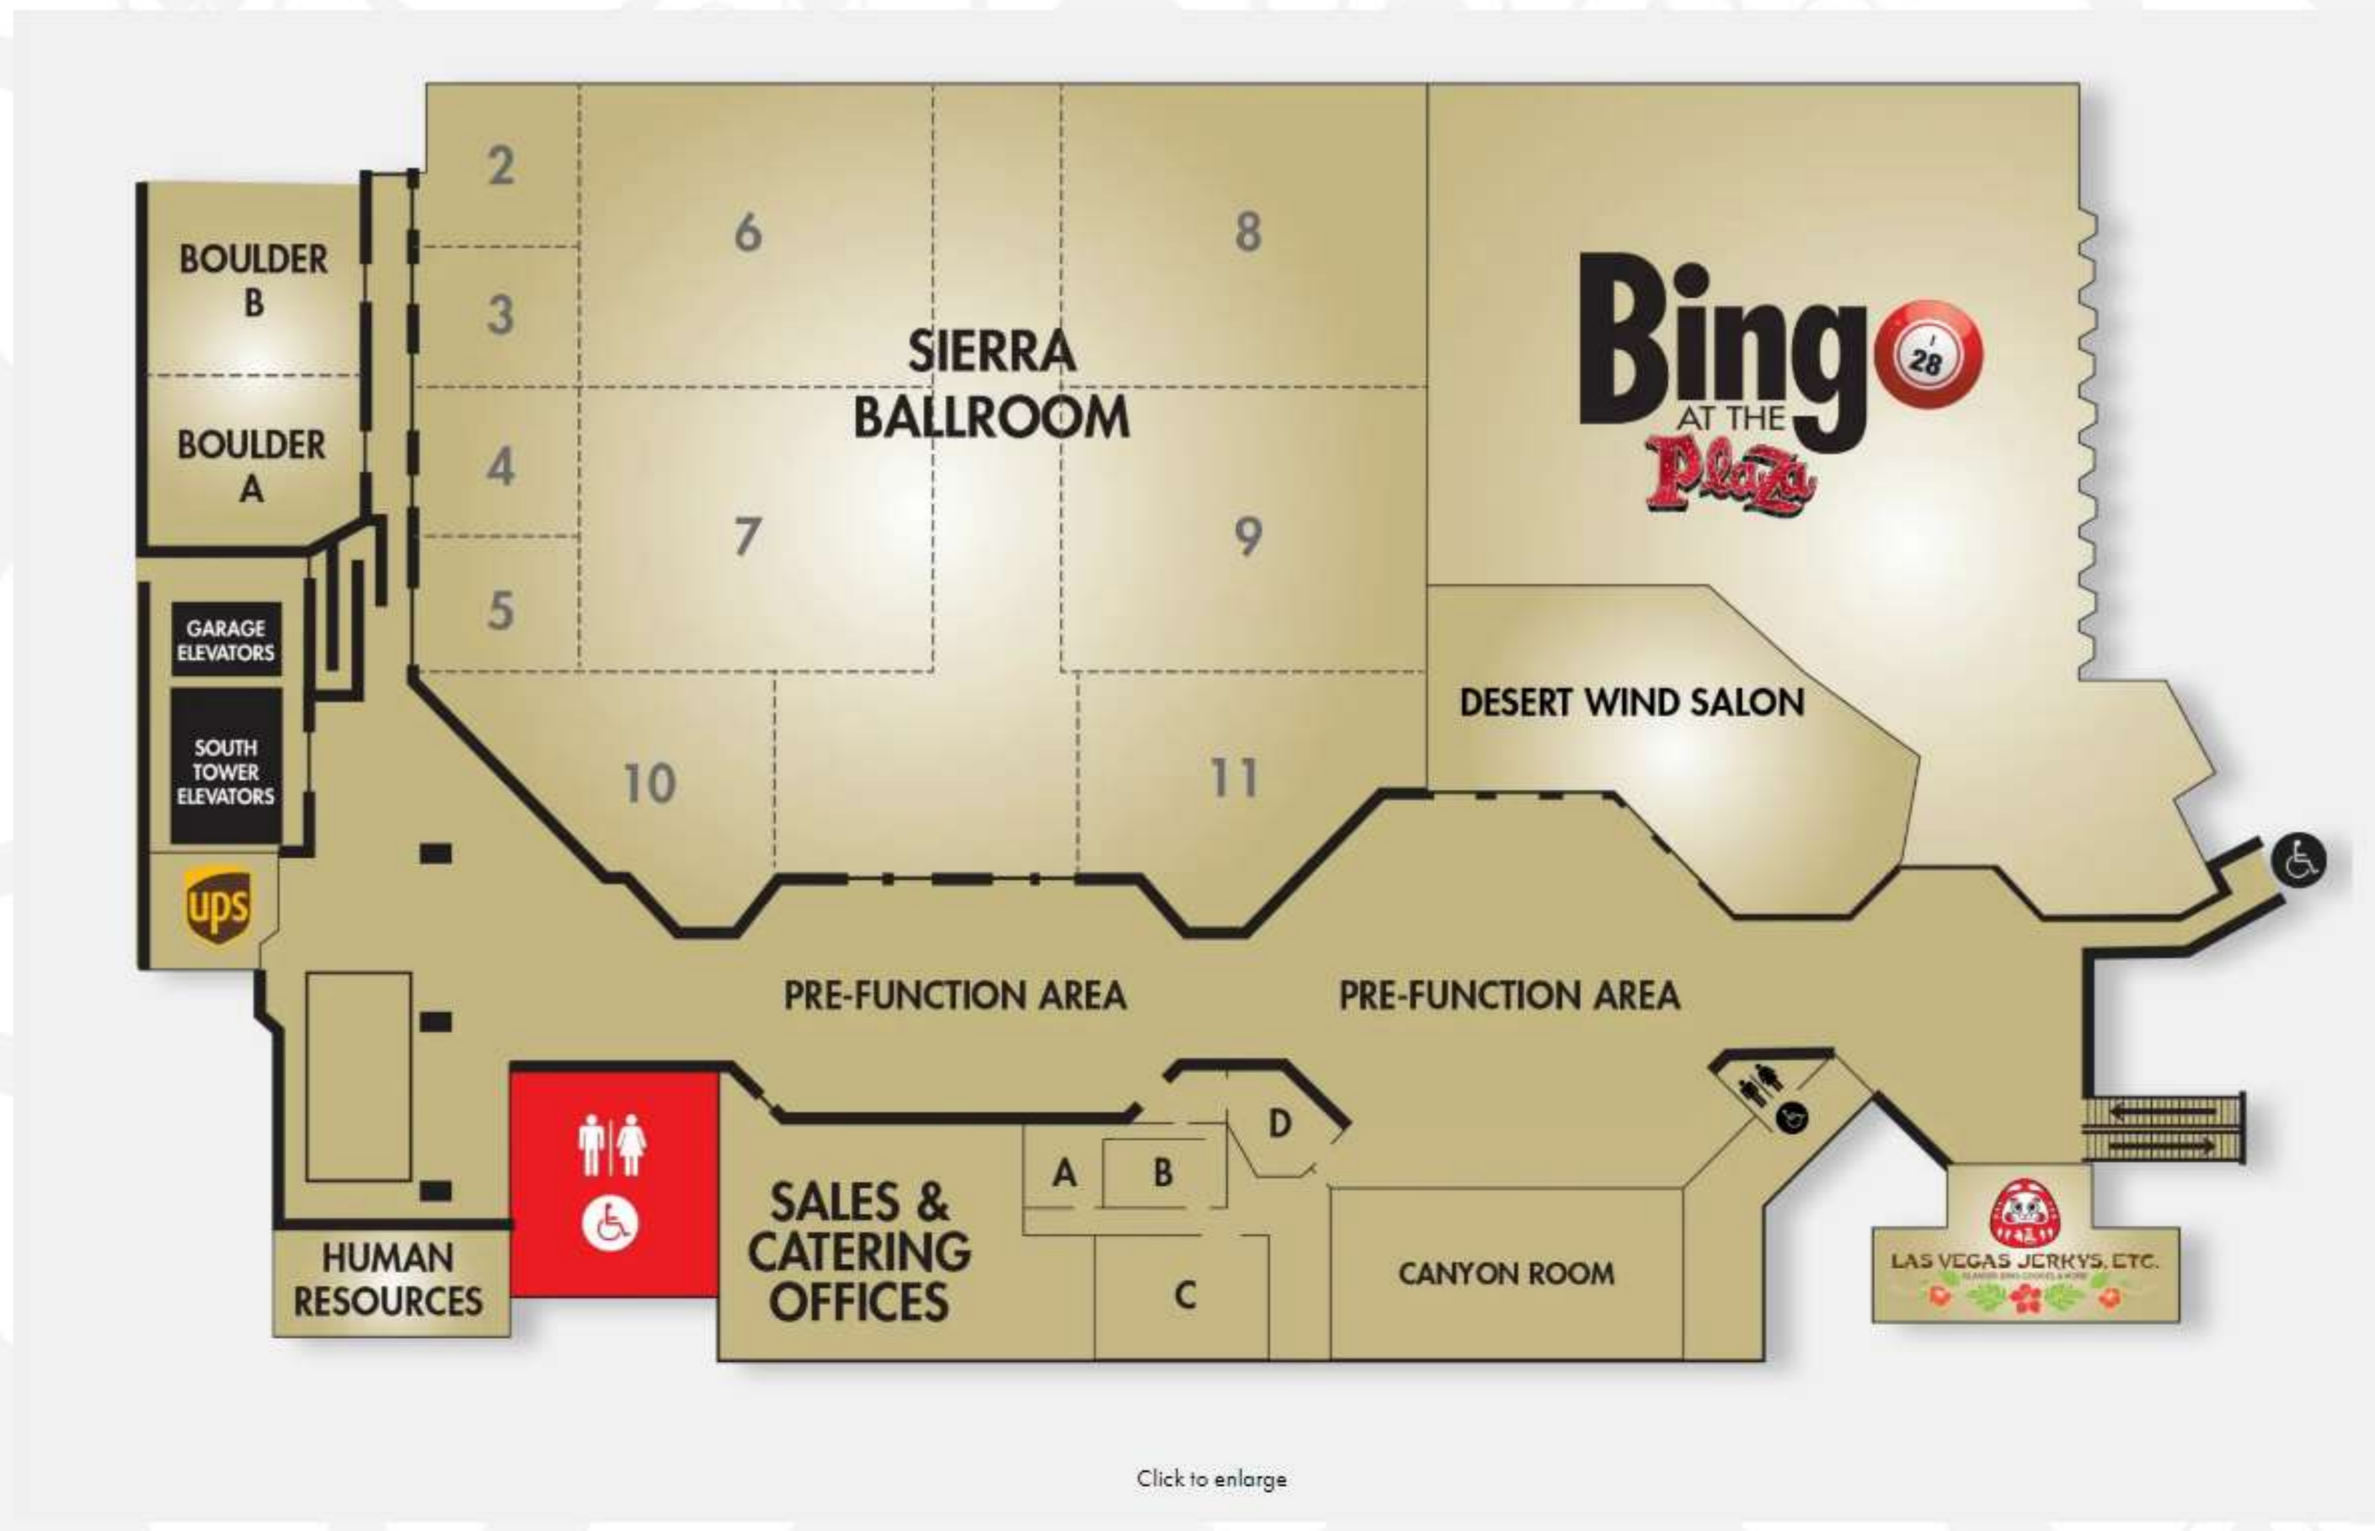 2
6
8
BOULDER
B
3
SIERRA
BALLROOM
Bingo
I
28
AT THE
Plaza
BOULDER
A
4
7
9
5
GARAGE
ELEVATORS
DESERT WIND SALON
SOUTH
TOWER
ELEVATORS
10
11
ups
PRE-FUNCTION AREA
PRE-FUNCTION AREA
D
A
B
SALES &
CATERING
OFFICES
HUMAN
RESOURCES
C
CANYON ROOM
LAS VEGAS JERKYS, ETC.
Click to enlarge